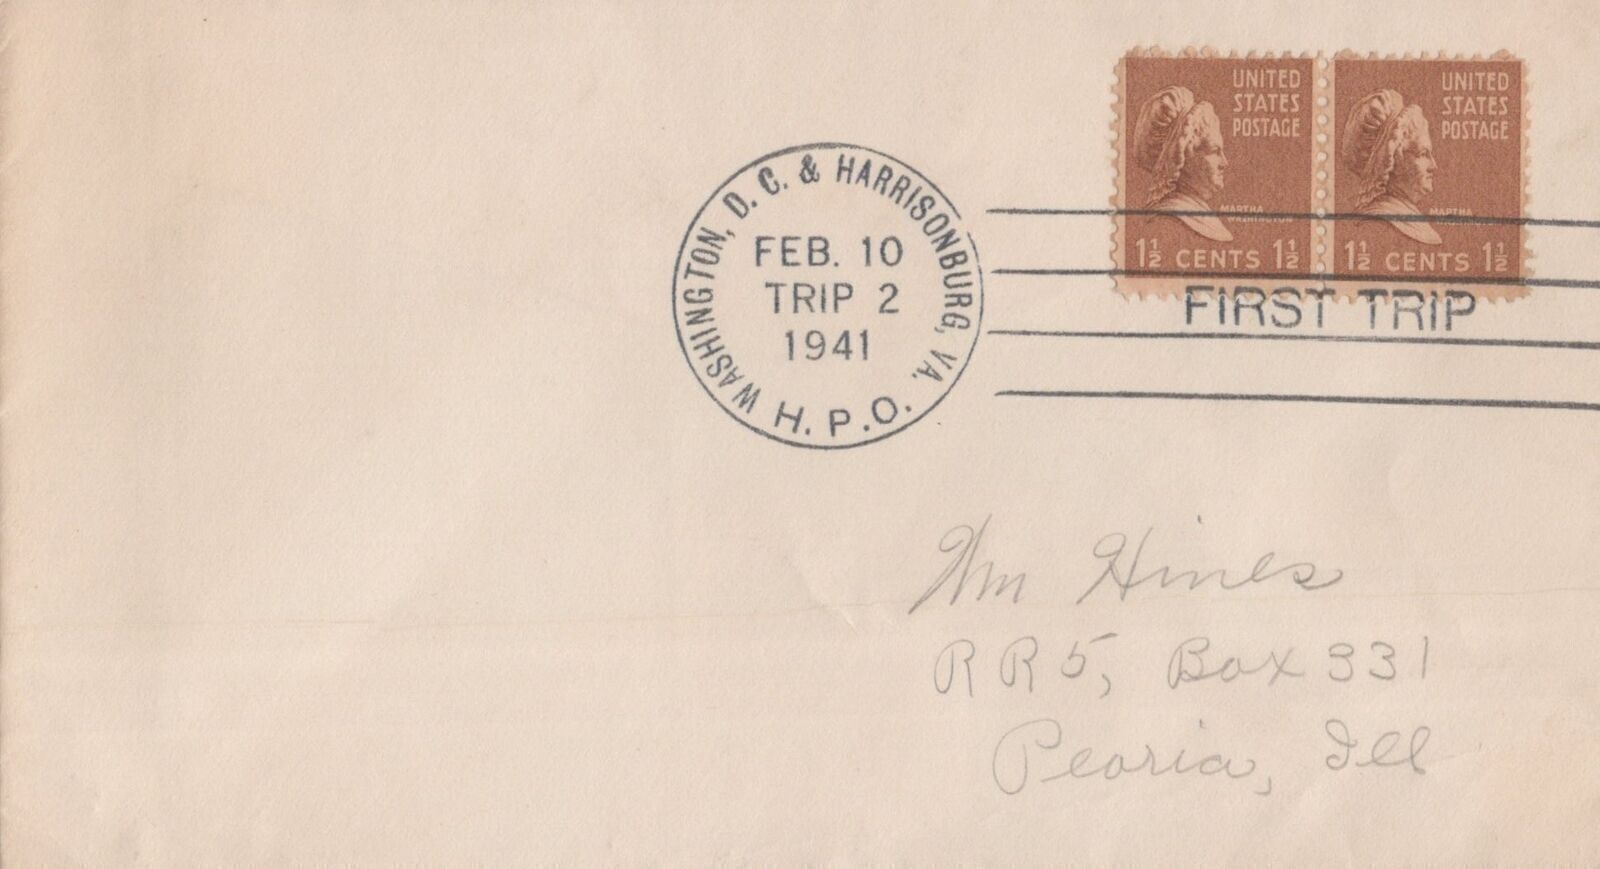 UNITED
STATES
POSTAGE
MARTHA
WASHINGTON
1½ CENTS 1½
UNITED
STATES
POSTAGE
MARTHA
WASHINGTON
1½ CENTS 1½
WASHINGTON, D. C. & HARRISONBURG, VA.
FEB. 10
TRIP 2
1941
H. P. O.
FIRST TRIP
Wm Hines
RR5, Box 331
Peoria, Ill